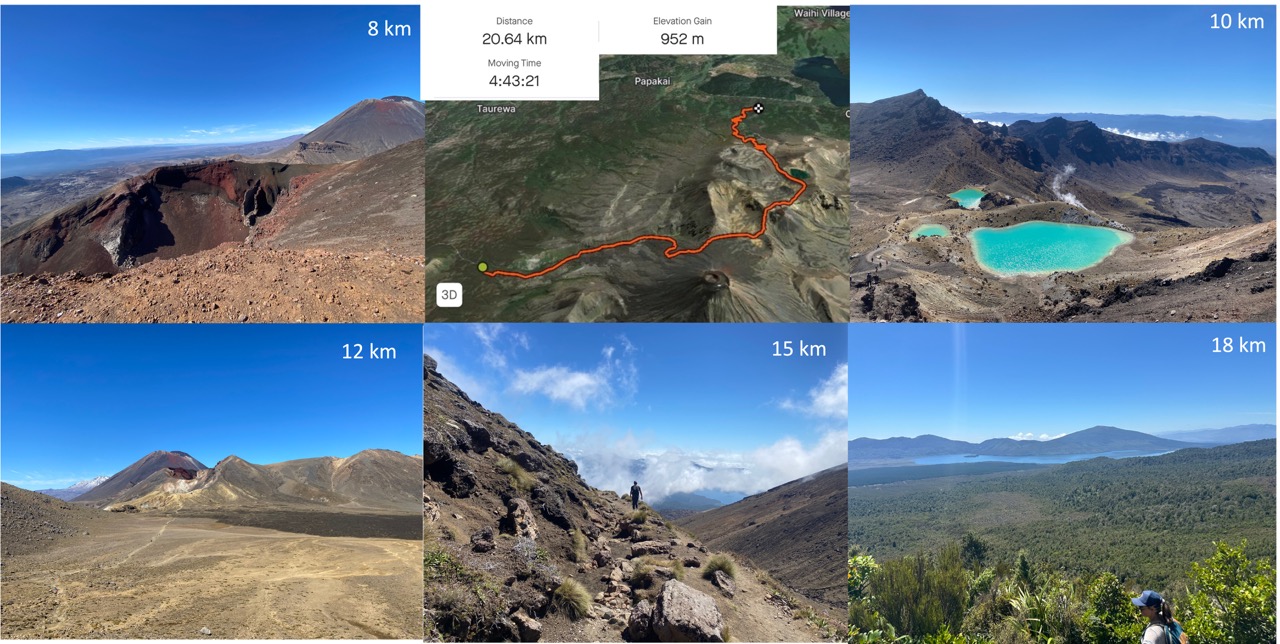 8 km
Distance
20.64 km
Elevation Gain
952 m
Moving Time
4:43:21
Waihi Village
Papakai
Taurewa
3D
10 km
12 km
15 km
18 km